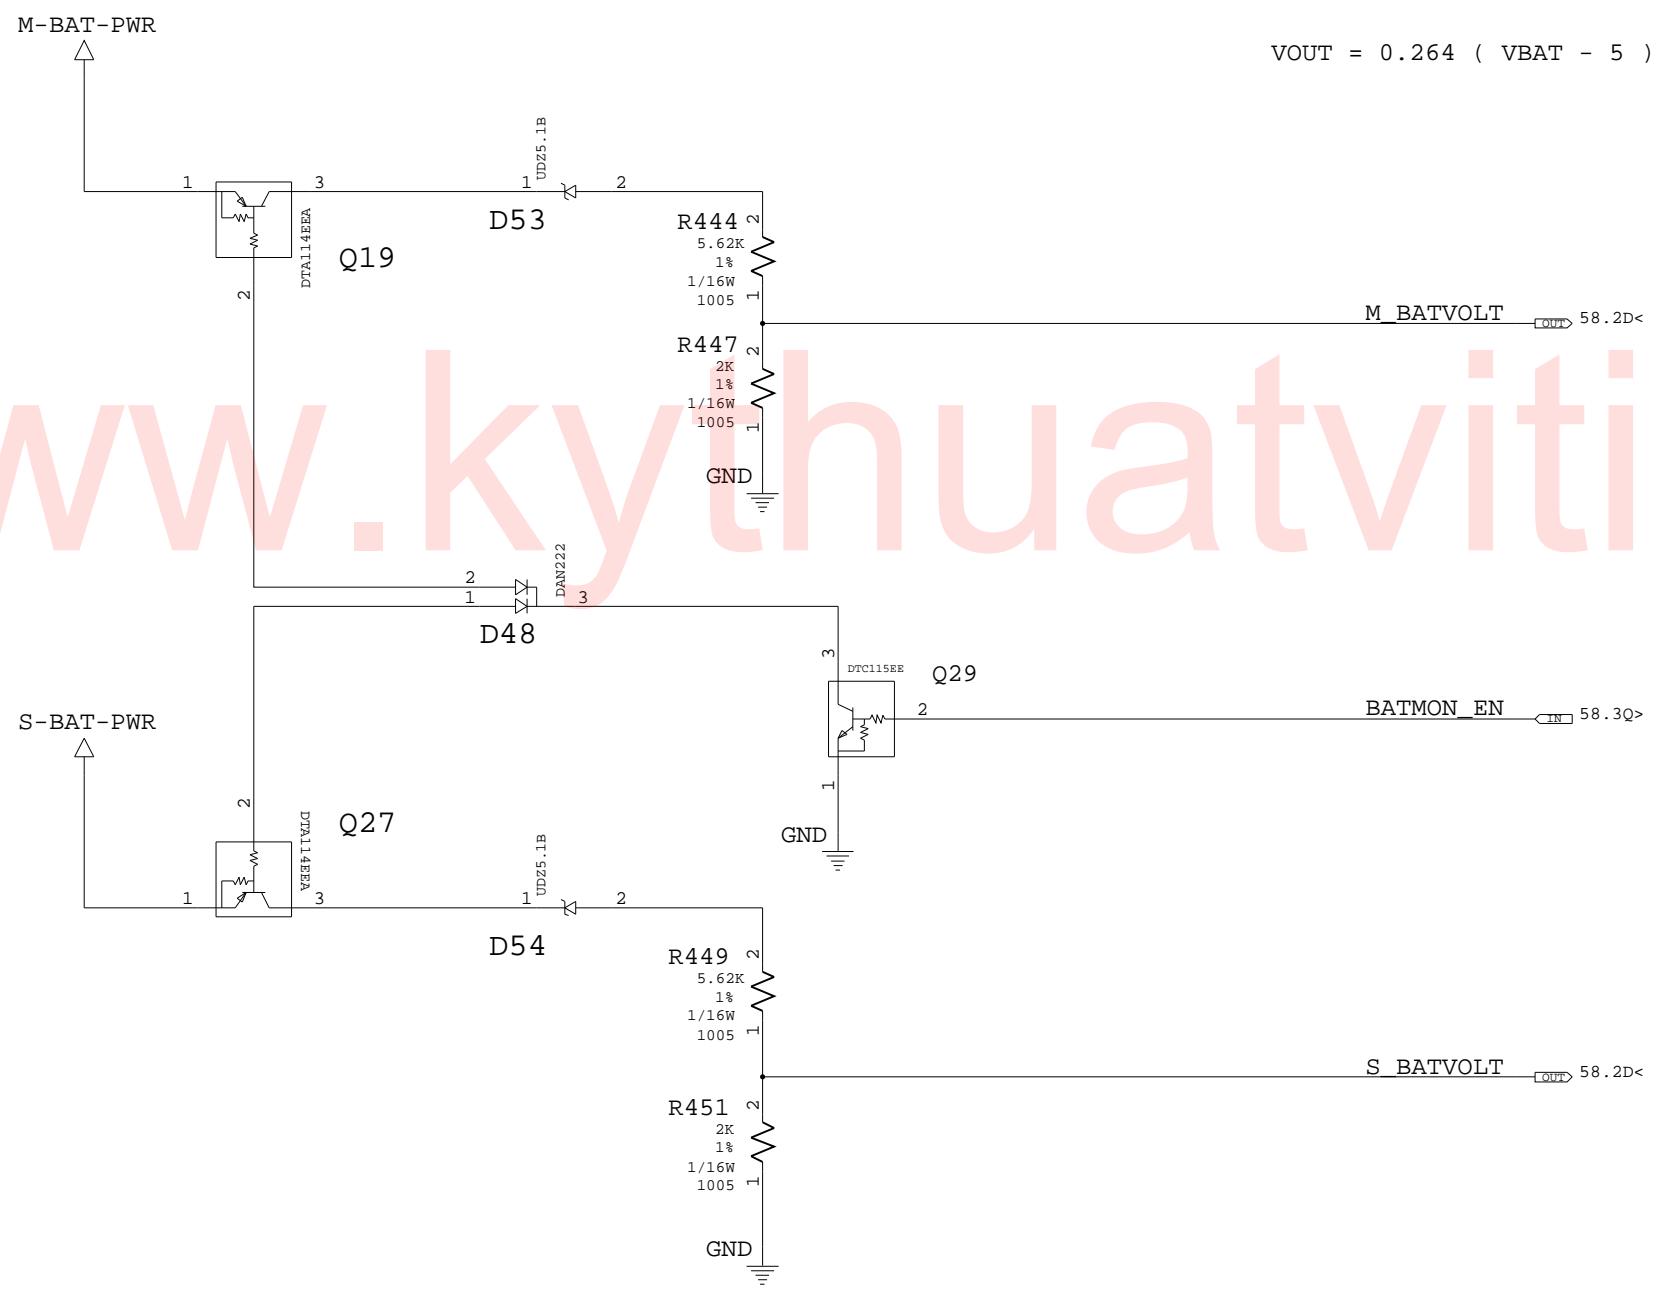 M-BAT-PWR
VOUT = 0.264 ( VBAT - 5 )
UDZ5.1B
1
3
1
2
D53
DTA114EEA
Q19
2
R444
5.62K
1%
1/16W
1005
2
1
M_BATVOLT
OUT
58.2D<
R447
2K
1%
1/16W
1005
2
1
GND
ww.kythuatviti
2
1
DAN222
3
D48
3
DTC115EE
Q29
2
BATMON_EN
IN
58.3Q>
1
GND
S-BAT-PWR
2
Q27
DTA114EEA
UDZ5.1B
1
3
1
2
D54
R449
5.62K
1%
1/16W
1005
2
1
S_BATVOLT
OUT
58.2D<
R451
2K
1%
1/16W
1005
2
1
GND